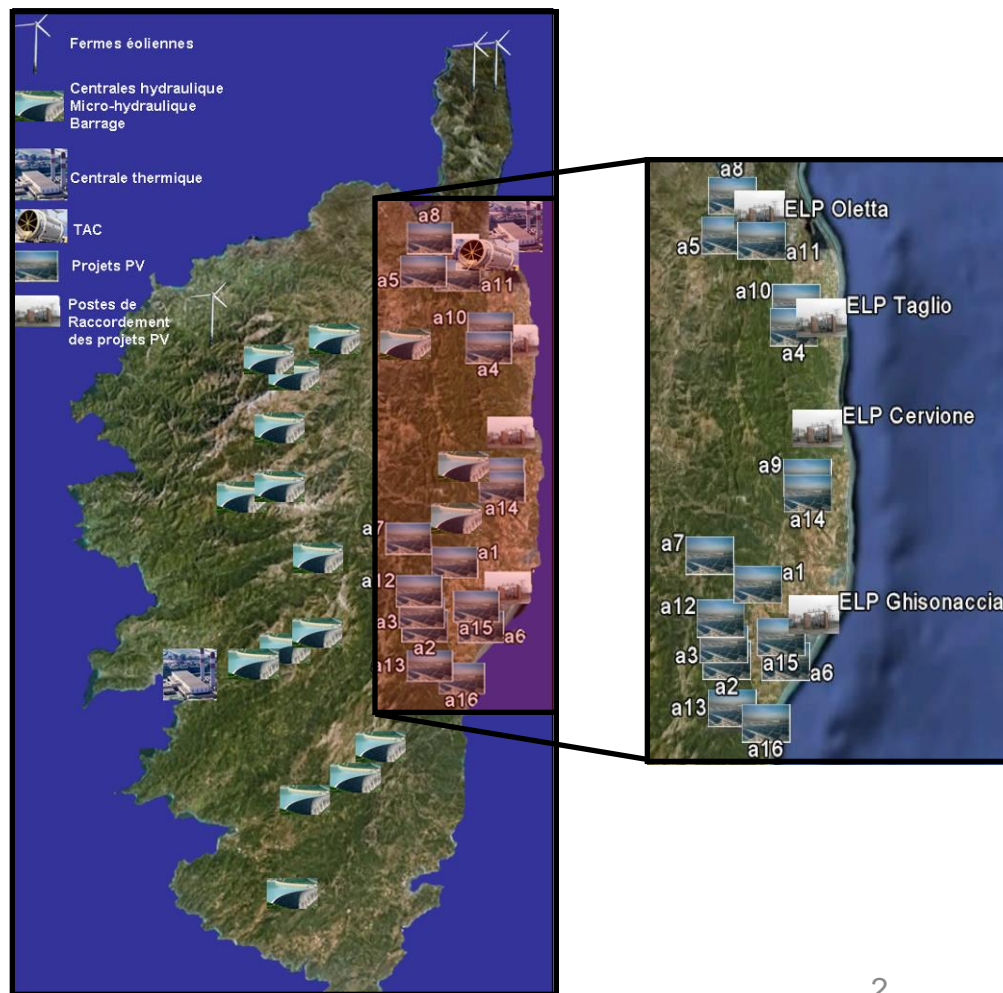 Fermes éoliennes
Centrales hydraulique
Micro-hydraulique
Barrage
Centrale thermique
TAC
Projets PV
Postes de
Raccordement
des projets PV
a8
a5
a11
a10
a4
a14
a7
a1
a12
a3
a15
a6
a2
a13
a16
a8
ELP Oletta
a5
a11
a10
ELP Taglio
a4
ELP Cervione
a9
a14
a7
a1
a12
ELP Ghisonaccia
a3
a15
a6
a2
a13
a16
2